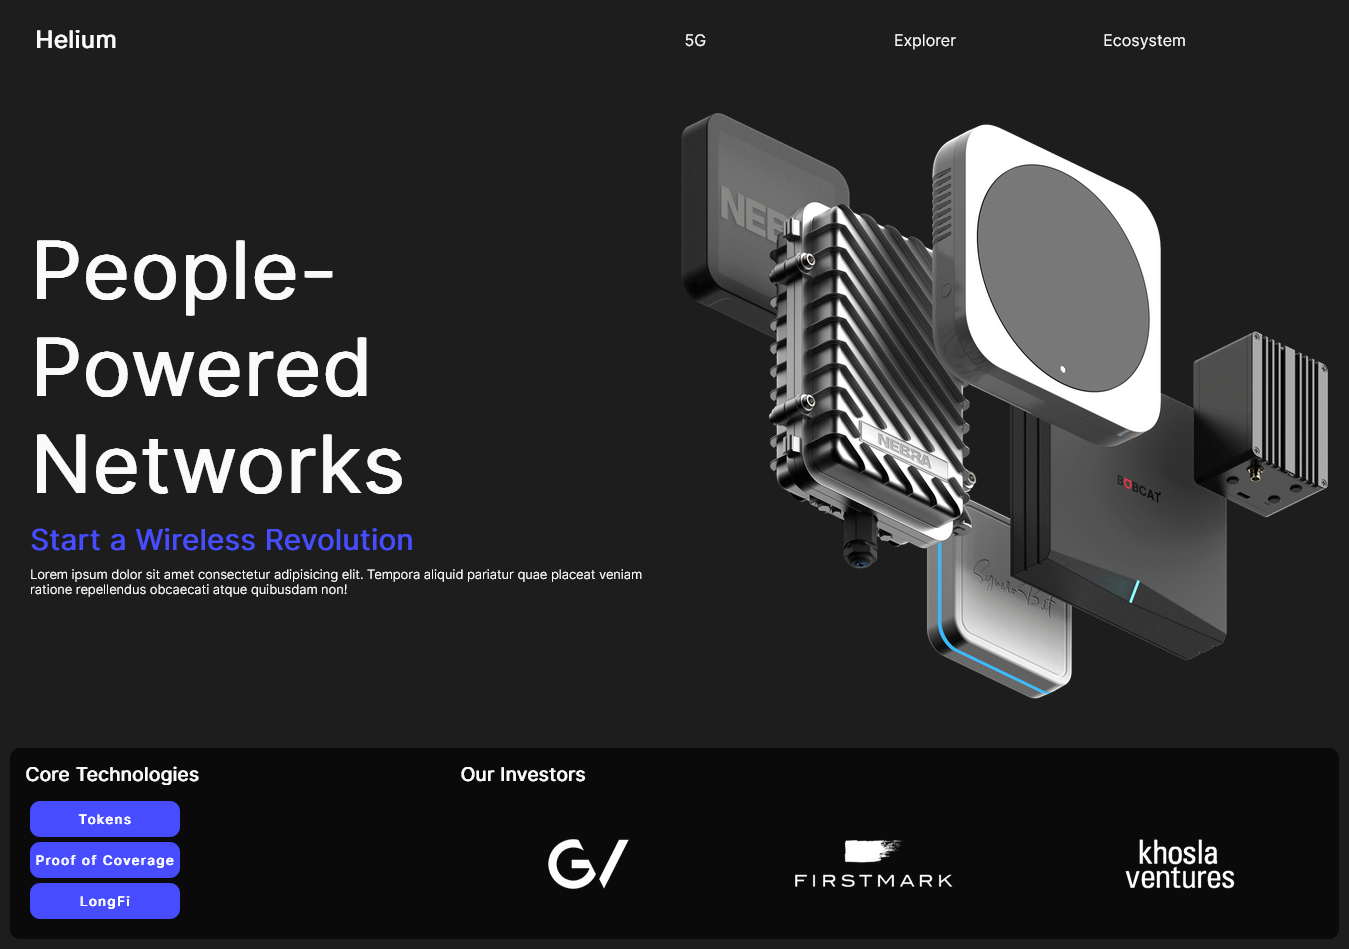 Helium
5G
Explorer
Ecosystem
NEB
NEBRA
BOBCAT
People-
Powered
Networks
Start a Wireless Revolution
Lorem ipsum dolor sit amet consectetur adipisicing elit. Tempora aliquid pariatur quae placeat veniam
ratione repellendus obcaecati atque quibusdam non!
Core Technologies
Tokens
Proof of Coverage
LongFi
Our Investors
GV
FIRSTMARK
khosla
ventures